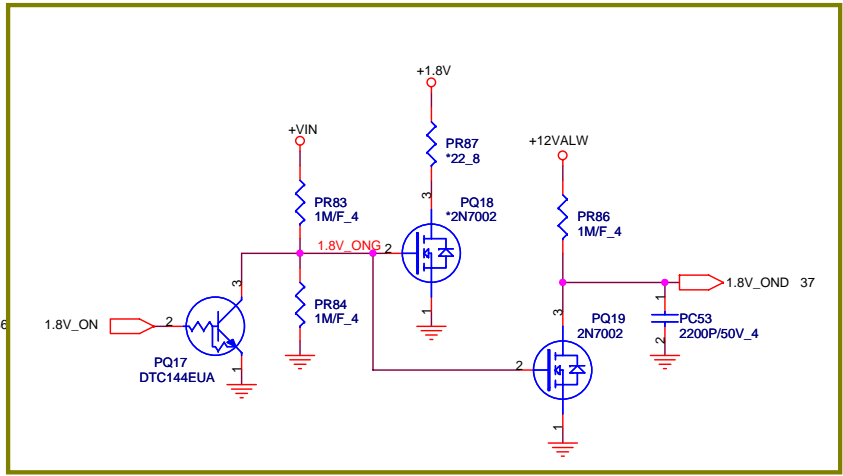 +1.8V
+VIN
+12VALW
PR87
*22_8
PR83
1M/F_4
3
PQ18
*2N7002
PR86
1M/F_4
1.8V_ONG
2
3
1.8V_OND 37
1
PR84
1M/F_4
1
3
PQ19
2N7002
PC53
2200P/50V_4
2
6
1.8V_ON
2
PQ17
DTC144EUA
1
2
1